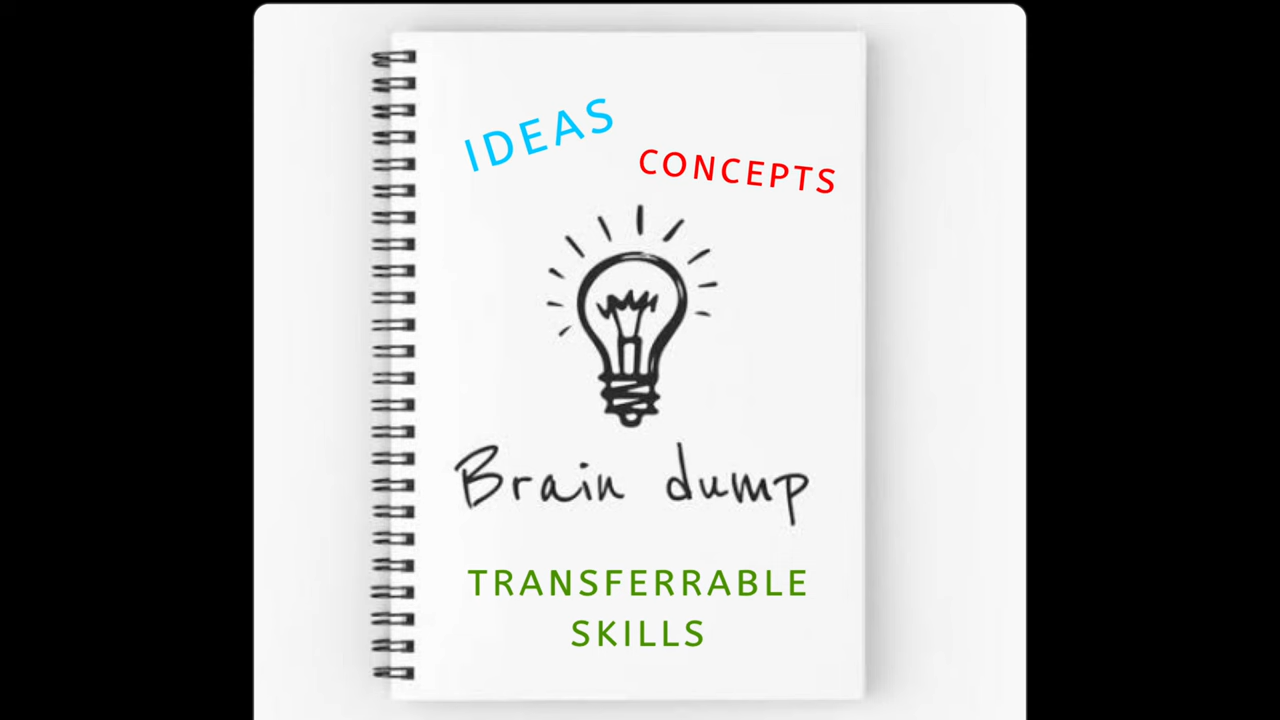 IDEAS
CONCEPTS
Brain dump
TRANSFERRABLE
SKILLS